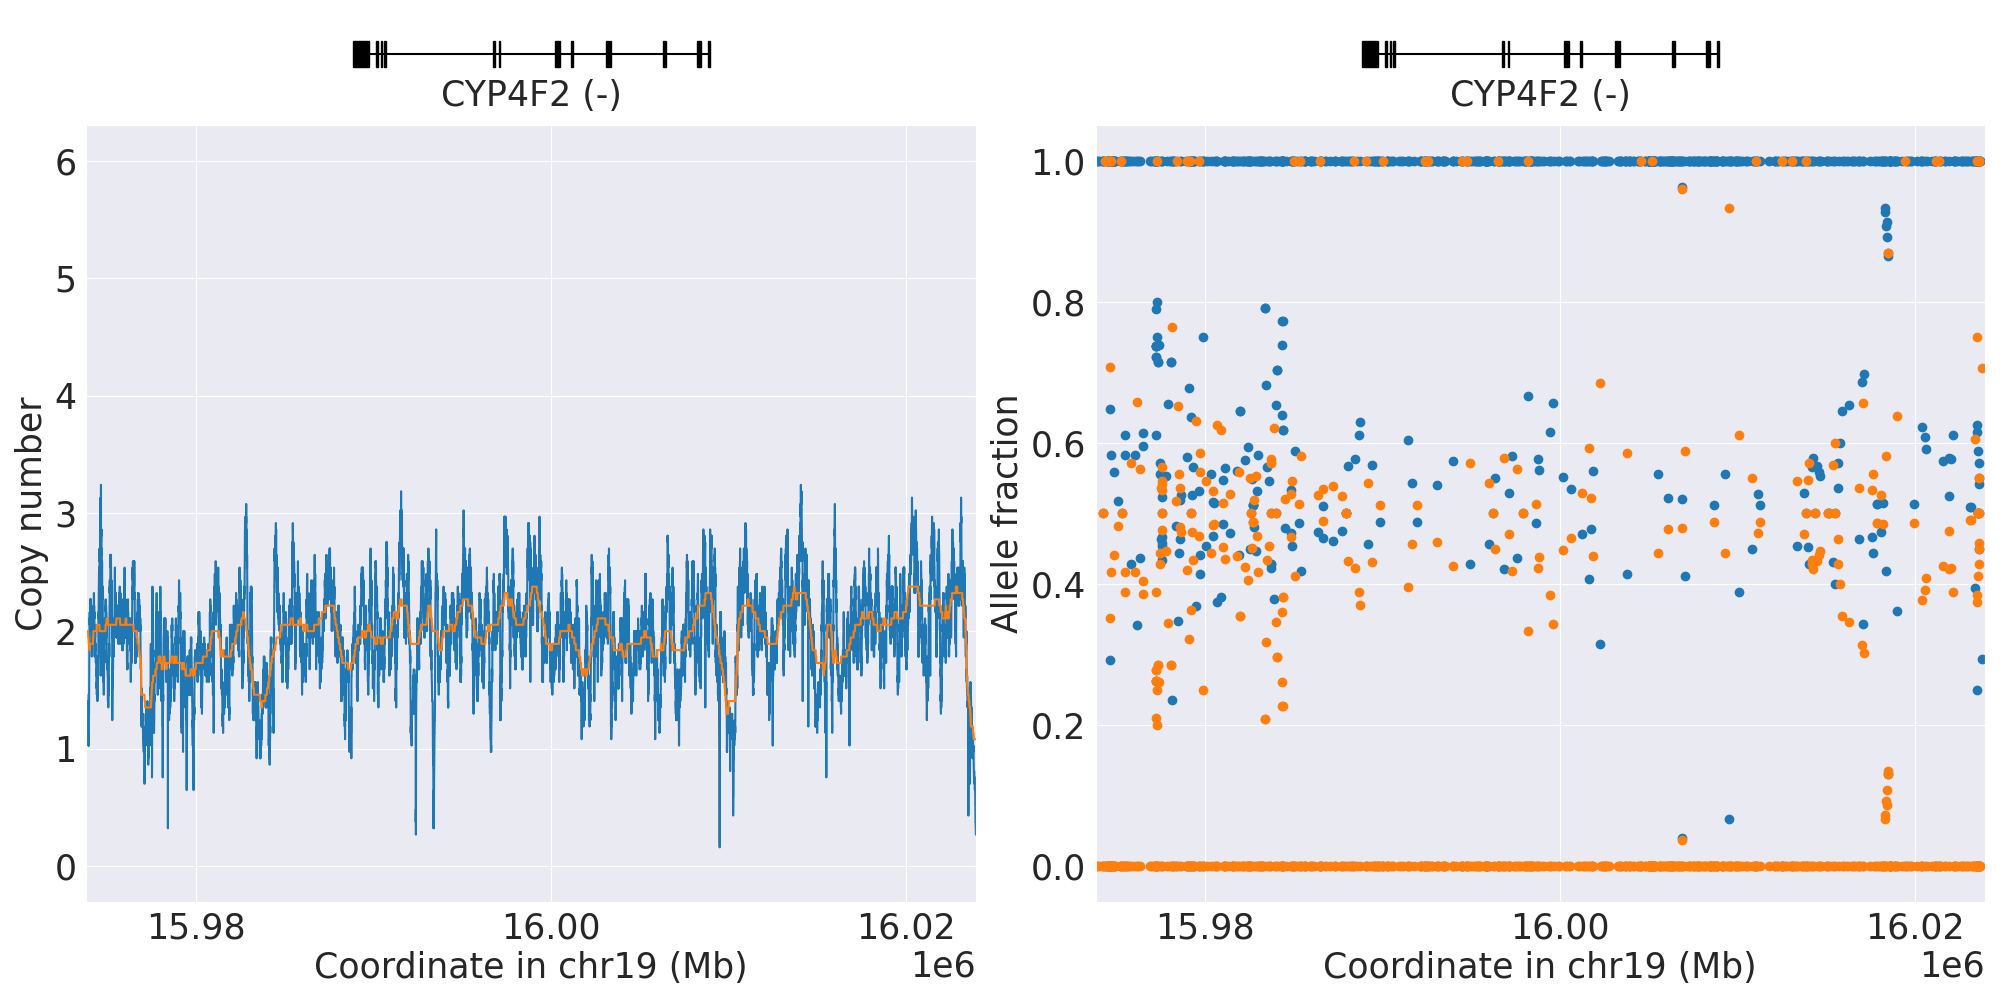 CYP4F2 (-)
6
5
4
3
2
1
0
Copy number
15.98
16.00
16.02
Coordinate in chr19 (Mb)
1e6
CYP4F2 (-)
1.0
0.8
0.6
0.4
0.2
0.0
Allele fraction
15.98
16.00
16.02
Coordinate in chr19 (Mb)
1e6